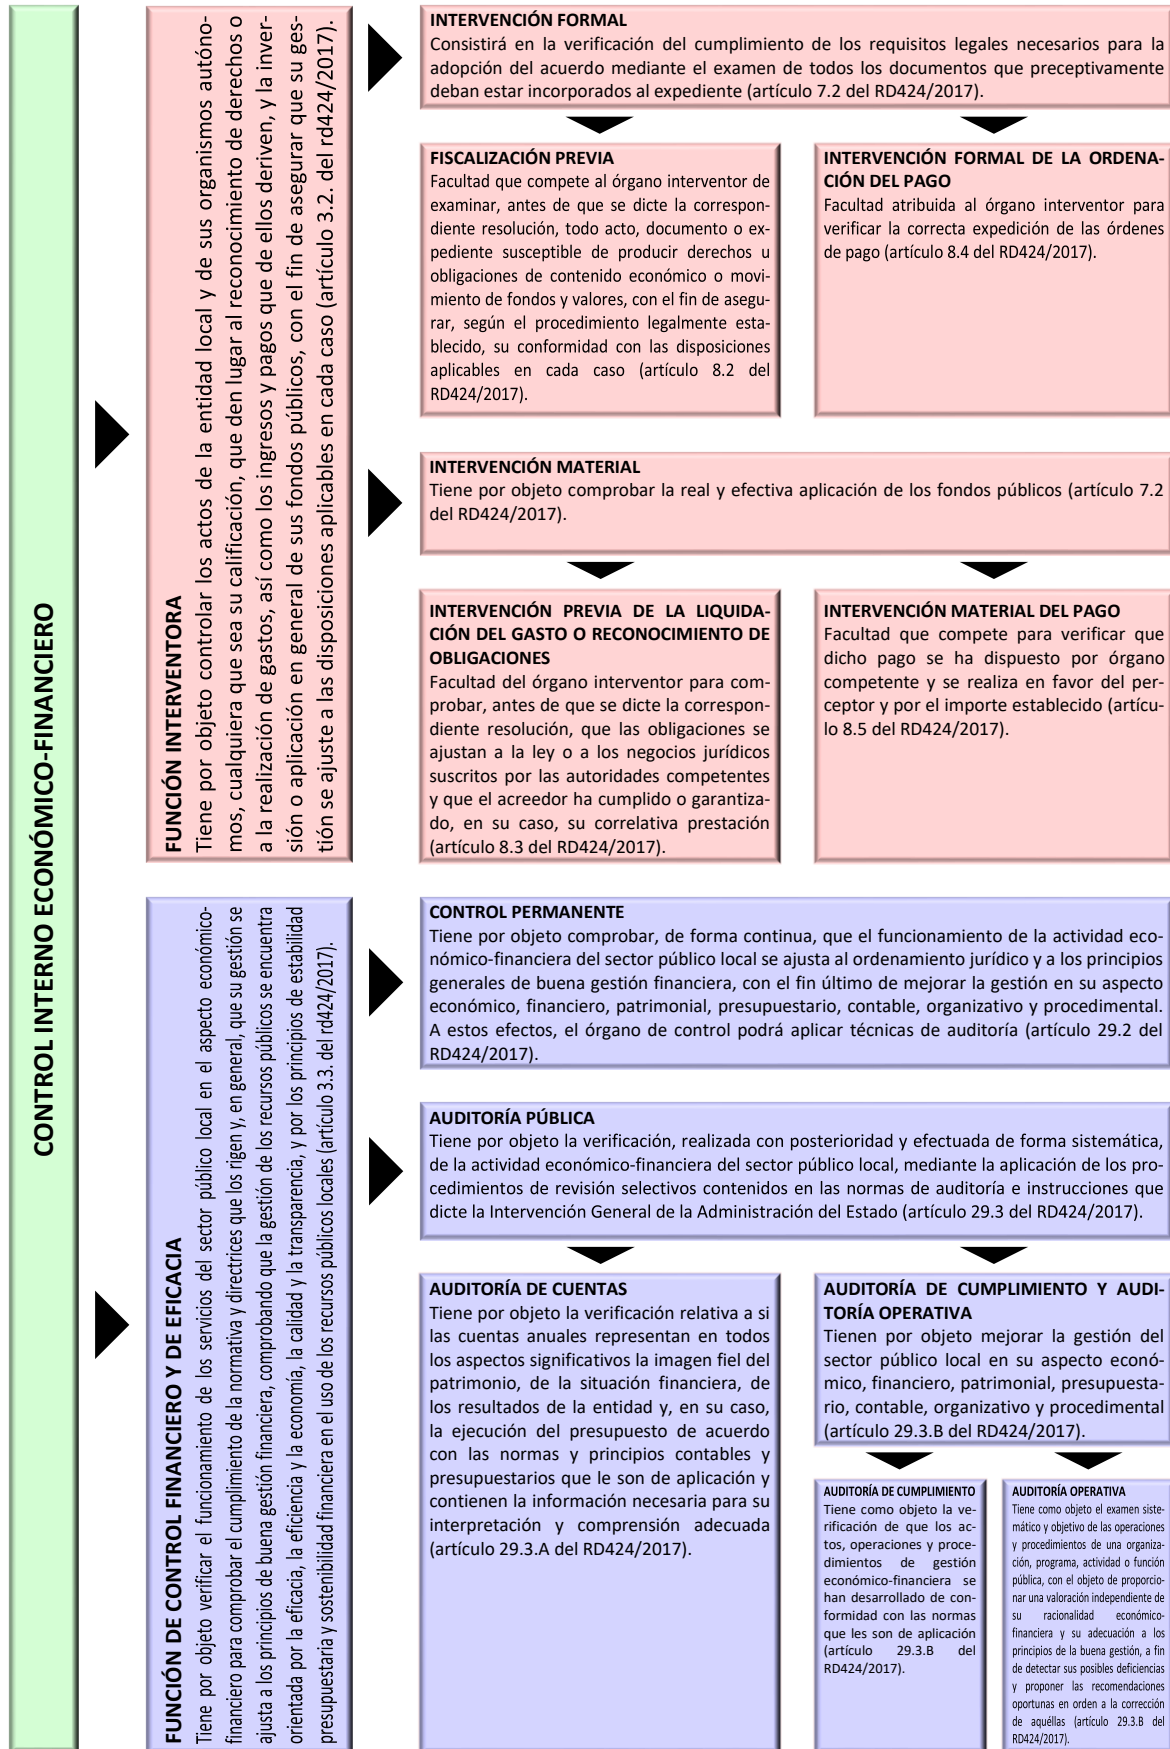 CONTROL INTERNO ECONÓMICO-FINANCIERO
FUNCIÓN INTERVENTORA
Tiene por objeto controlar los actos de la entidad local y de sus organismos autóno-
mos, cualquiera que sea su calificación, que den lugar al reconocimiento de derechos o
a la realización de gastos, así como los ingresos y pagos que de ellos deriven, y la inver-
sión o aplicación en general de sus fondos públicos, con el fin de asegurar que su ges-
tión se ajuste a las disposiciones aplicables en cada caso (artículo 3.2. del rd424/2017).
INTERVENCIÓN FORMAL
Consistirá en la verificación del cumplimiento de los requisitos legales necesarios para la
adopción del acuerdo mediante el examen de todos los documentos que preceptivamente
deban estar incorporados al expediente (artículo 7.2 del RD424/2017).
FISCALIZACIÓN PREVIA
Facultad que compete al órgano interventor de
examinar, antes de que se dicte la correspon-
diente resolución, todo acto, documento o ex-
pediente susceptible de producir derechos u
obligaciones de contenido económico o movi-
miento de fondos y valores, con el fin de asegu-
rar, según el procedimiento legalmente esta-
blecido, su conformidad con las disposiciones
aplicables en cada caso (artículo 8.2 del
RD424/2017).
INTERVENCIÓN FORMAL DE LA ORDENA-
CIÓN DEL PAGO
Facultad atribuida al órgano interventor para
verificar la correcta expedición de las órdenes
de pago (artículo 8.4 del RD424/2017).
INTERVENCIÓN MATERIAL
Tiene por objeto comprobar la real y efectiva aplicación de los fondos públicos (artículo 7.2
del RD424/2017).
INTERVENCIÓN PREVIA DE LA LIQUIDA-
CIÓN DEL GASTO O RECONOCIMIENTO DE
OBLIGACIONES
Facultad del órgano interventor para com-
probar, antes de que se dicte la correspon-
diente resolución, que las obligaciones se
ajustan a la ley o a los negocios jurídicos
suscritos por las autoridades competentes
y que el acreedor ha cumplido o garantiza-
do, en su caso, su correlativa prestación
(artículo 8.3 del RD424/2017).
INTERVENCIÓN MATERIAL DEL PAGO
Facultad que compete para verificar que
dicho pago se ha dispuesto por órgano
competente y se realiza en favor del per-
ceptor y por el importe establecido (artícu-
lo 8.5 del RD424/2017).
FUNCIÓN DE CONTROL FINANCIERO Y DE EFICACIA
Tiene por objeto verificar el funcionamiento de los servicios del sector público local en el aspecto económico-
financiero para comprobar el cumplimiento de la normativa y directrices que los rigen y, en general, que su gestión se
ajusta a los principios de buena gestión financiera, comprobando que la gestión de los recursos públicos se encuentra
orientada por la eficacia, la eficiencia y la economía, la calidad y la transparencia, y por los principios de estabilidad
presupuestaria y sostenibilidad financiera en el uso de los recursos públicos locales (artículo 3.3. del rd424/2017).
CONTROL PERMANENTE
Tiene por objeto comprobar, de forma continua, que el funcionamiento de la actividad eco-
nómico-financiera del sector público local se ajusta al ordenamiento jurídico y a los principios
generales de buena gestión financiera, con el fin último de mejorar la gestión en su aspecto
económico, financiero, patrimonial, presupuestario, contable, organizativo y procedimental.
A estos efectos, el órgano de control podrá aplicar técnicas de auditoría (artículo 29.2 del
RD424/2017).
AUDITORÍA PÚBLICA
Tiene por objeto la verificación, realizada con posterioridad y efectuada de forma sistemática,
de la actividad económico-financiera del sector público local, mediante la aplicación de los pro-
cedimientos de revisión selectivos contenidos en las normas de auditoría e instrucciones que
dicte la Intervención General de la Administración del Estado (artículo 29.3 del RD424/2017).
AUDITORÍA DE CUENTAS
Tiene por objeto la verificación relativa a si
las cuentas anuales representan en todos
los aspectos significativos la imagen fiel del
patrimonio, de la situación financiera, de
los resultados de la entidad y, en su caso,
la ejecución del presupuesto de acuerdo
con las normas y principios contables y
presupuestarios que le son de aplicación y
contienen la información necesaria para su
interpretación y comprensión adecuada
(artículo 29.3.A del RD424/2017).
AUDITORÍA DE CUMPLIMIENTO Y AUDI-
TORÍA OPERATIVA
Tienen por objeto mejorar la gestión del
sector público local en su aspecto econó-
mico, financiero, patrimonial, presupuesta-
rio, contable, organizativo y procedimental
(artículo 29.3.B del RD424/2017).
AUDITORÍA DE CUMPLIMIENTO
Tiene como objeto la ve-
rificación de que los ac-
tos, operaciones y proce-
dimientos de gestión
económico-financiera se
han desarrollado de con-
formidad con las normas
que les son de aplicación
(artículo 29.3.B del
RD424/2017).
AUDITORÍA OPERATIVA
Tiene como objeto el examen siste-
mático y objetivo de las operaciones
y procedimientos de una organiza-
ción, programa, actividad o función
pública, con el objeto de proporcio-
nar una valoración independiente de
su racionalidad económico-
financiera y su adecuación a los
principios de la buena gestión, a fin
de detectar sus posibles deficiencias
y proponer las recomendaciones
oportunas en orden a la corrección
de aquéllas (artículo 29.3.B del
RD424/2017).